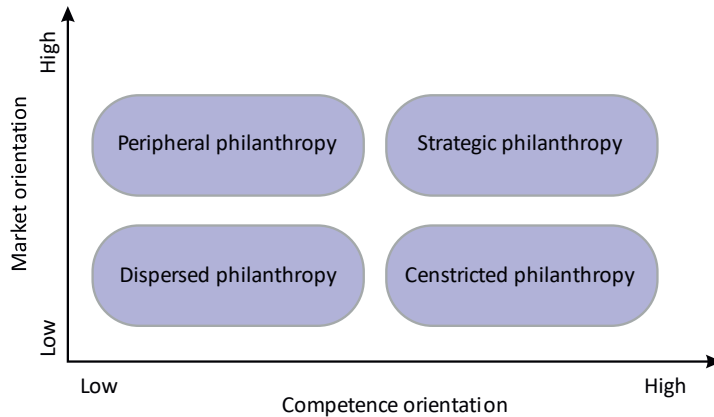 High
Market orientation
Low
Peripheral philanthropy
Strategic philanthropy
Dispersed philanthropy
Censtricted philanthropy
Low
High
Competence orientation